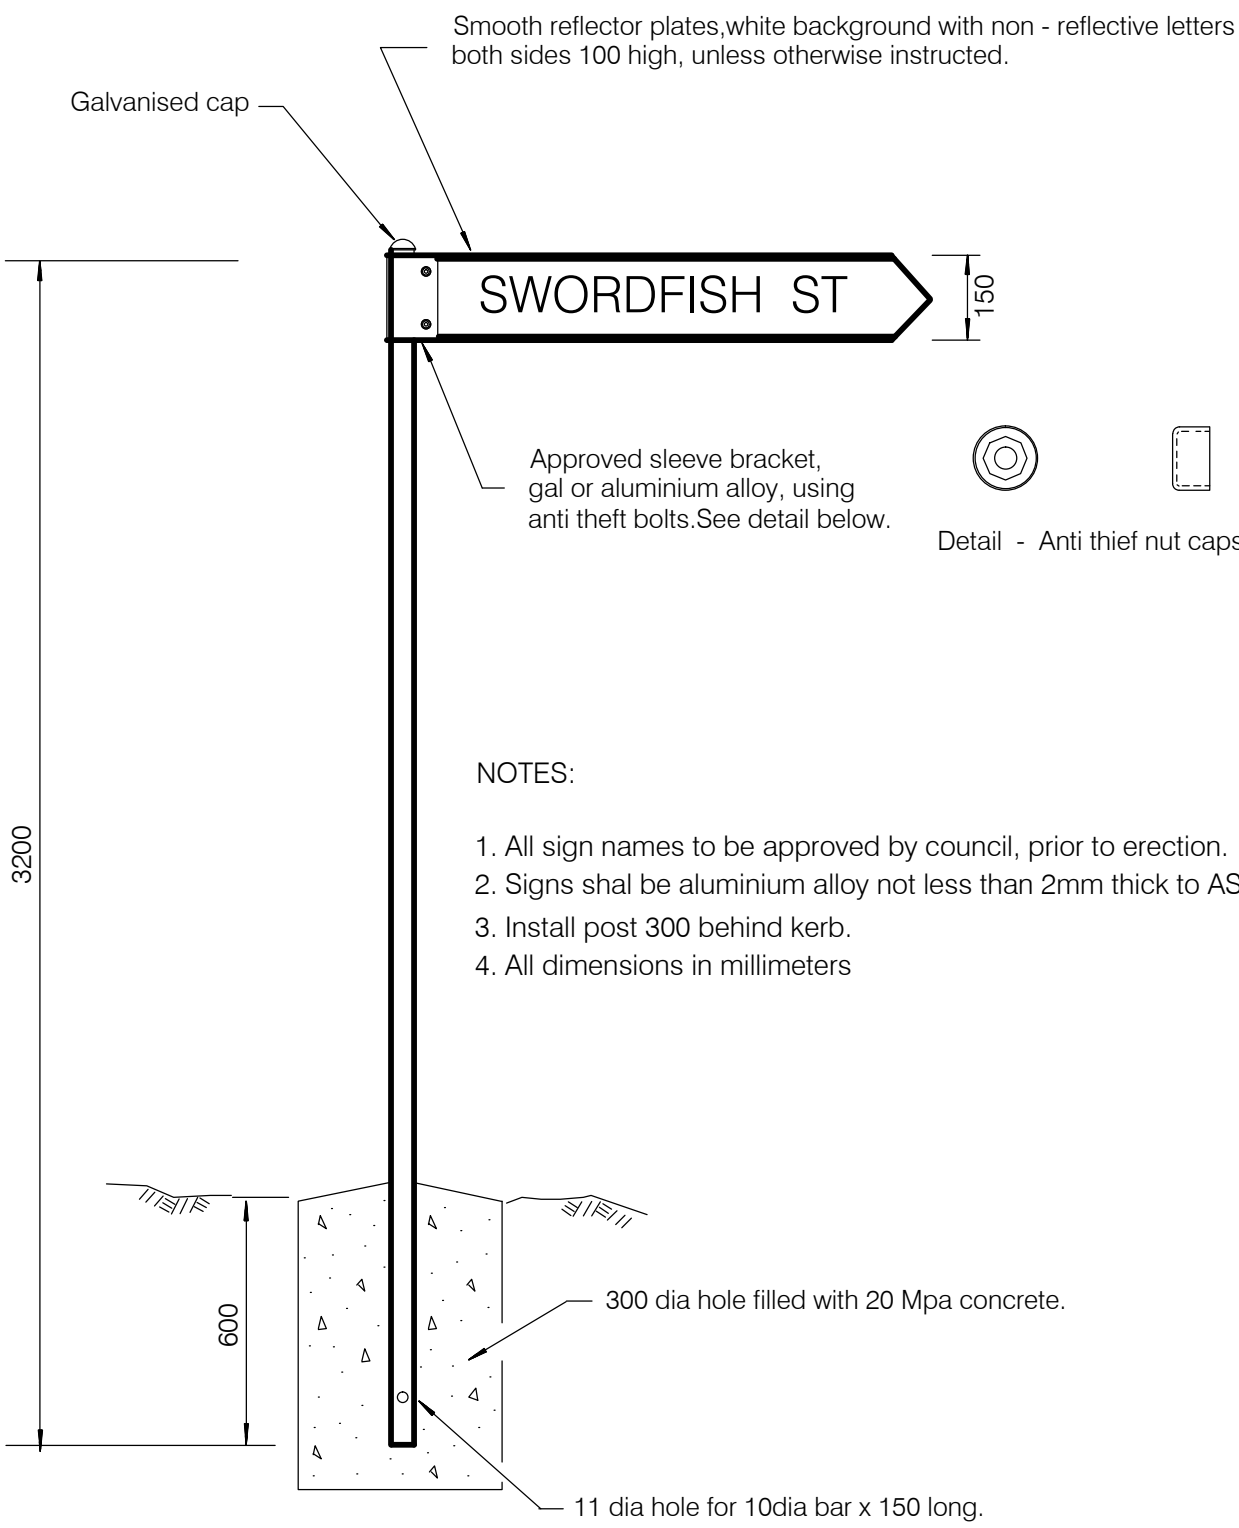 Smooth reflector plates,white background with non - reflective letters
both sides 100 high, unless otherwise instructed.
Galvanised cap
SWORDFISH ST
150
Approved sleeve bracket,
gal or aluminium alloy, using
anti theft bolts.See detail below.
Detail - Anti thief nut caps
3200
NOTES:
1. All sign names to be approved by council, prior to erection.
2. Signs shal be aluminium alloy not less than 2mm thick to AS
3. Install post 300 behind kerb.
4. All dimensions in millimeters
600
300 dia hole filled with 20 Mpa concrete.
11 dia hole for 10dia bar x 150 long.